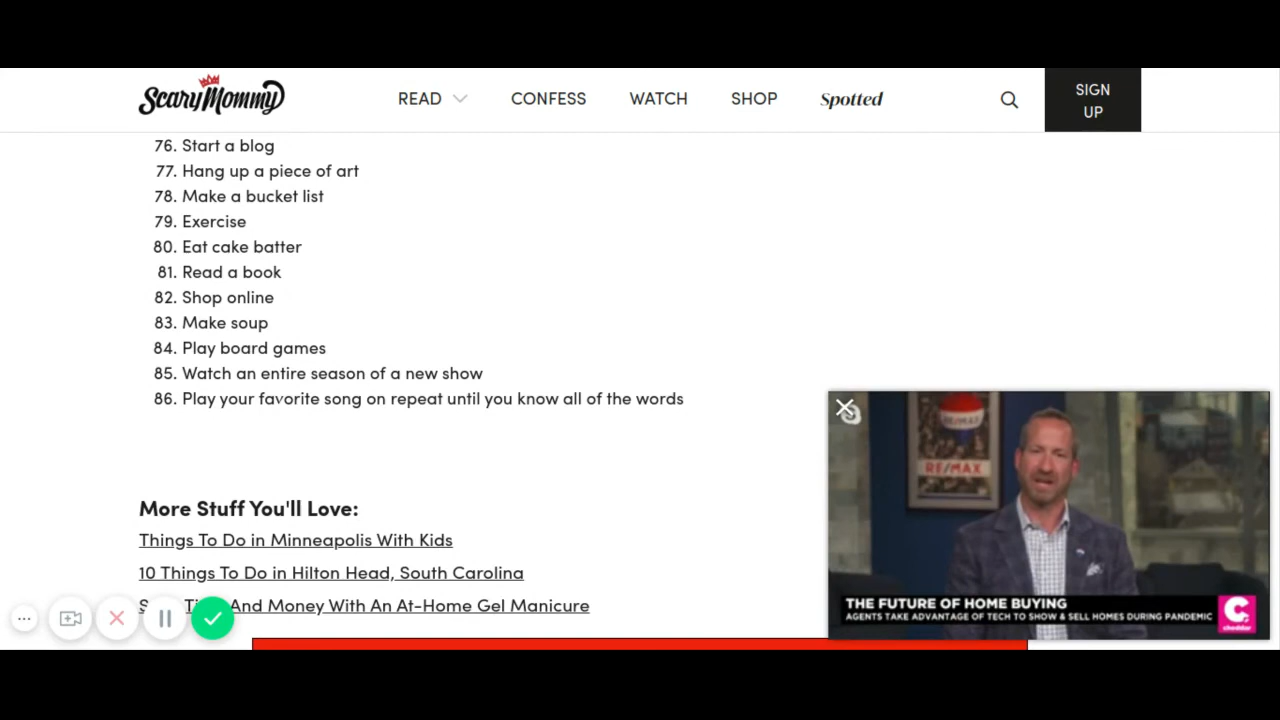 Scary Mommy
READ
CONFESS
WATCH
SHOP
Spotted
SIGN
UP
76. Start a blog
77. Hang up a piece of art
78. Make a bucket list
79. Exercise
80. Eat cake batter
81. Read a book
82. Shop online
83. Make soup
84. Play board games
85. Watch an entire season of a new show
86. Play your favorite song on repeat until you know all of the words
RE/MAX
THE FUTURE OF HOME BUYING
AGENTS TAKE ADVANTAGE OF TECH TO SHOW & SELL HOMES DURING PANDEMIC
C
cheddar
More Stuff You'll Love:
Things To Do in Minneapolis With Kids
10 Things To Do in Hilton Head, South Carolina
And Money With An At-Home Gel Manicure